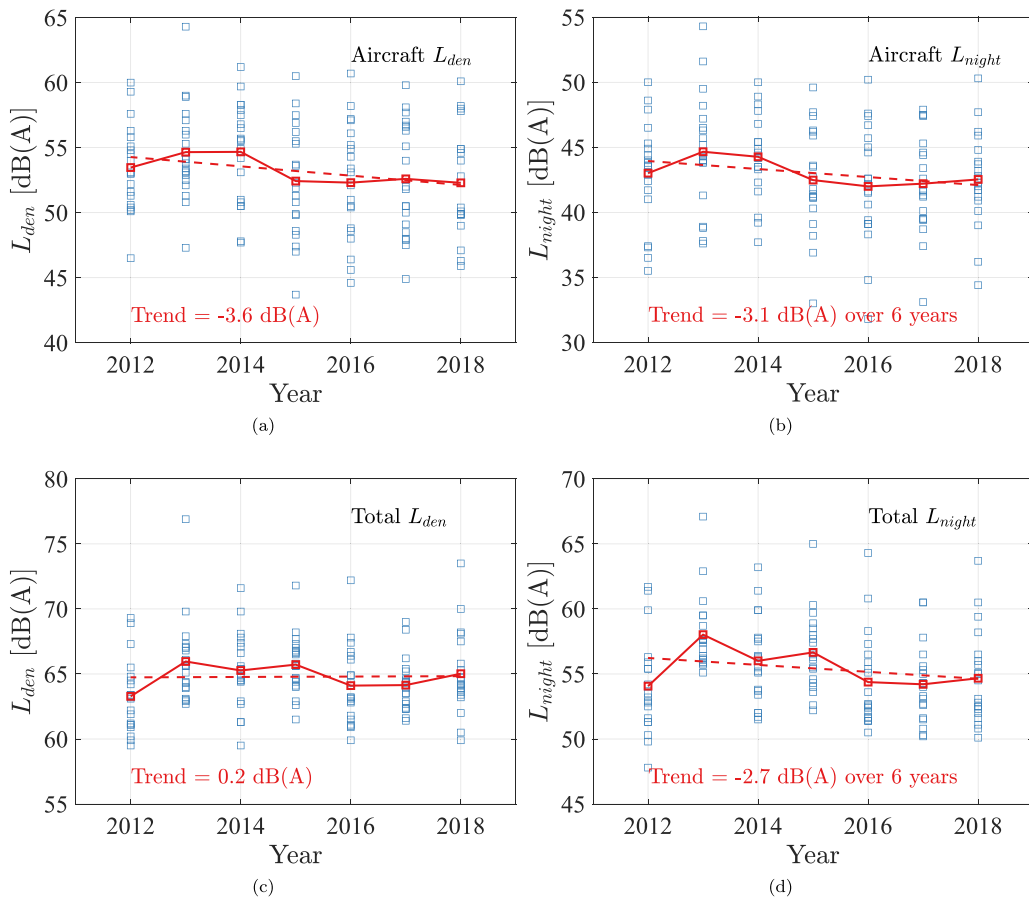 65
60
55
50
45
40
L_den [dB(A)]
Aircraft L_den
Trend = -3.6 dB(A)
2012 2014 2016 2018
Year
(a)
55
50
45
40
35
30
L_night [dB(A)]
Aircraft L_night
Trend = -3.1 dB(A) over 6 years
2012 2014 2016 2018
Year
(b)
80
75
70
65
60
55
L_den [dB(A)]
Total L_den
Trend = 0.2 dB(A)
2012 2014 2016 2018
Year
(c)
70
65
60
55
50
45
L_night [dB(A)]
Total L_night
Trend = -2.7 dB(A) over 6 years
2012 2014 2016 2018
Year
(d)